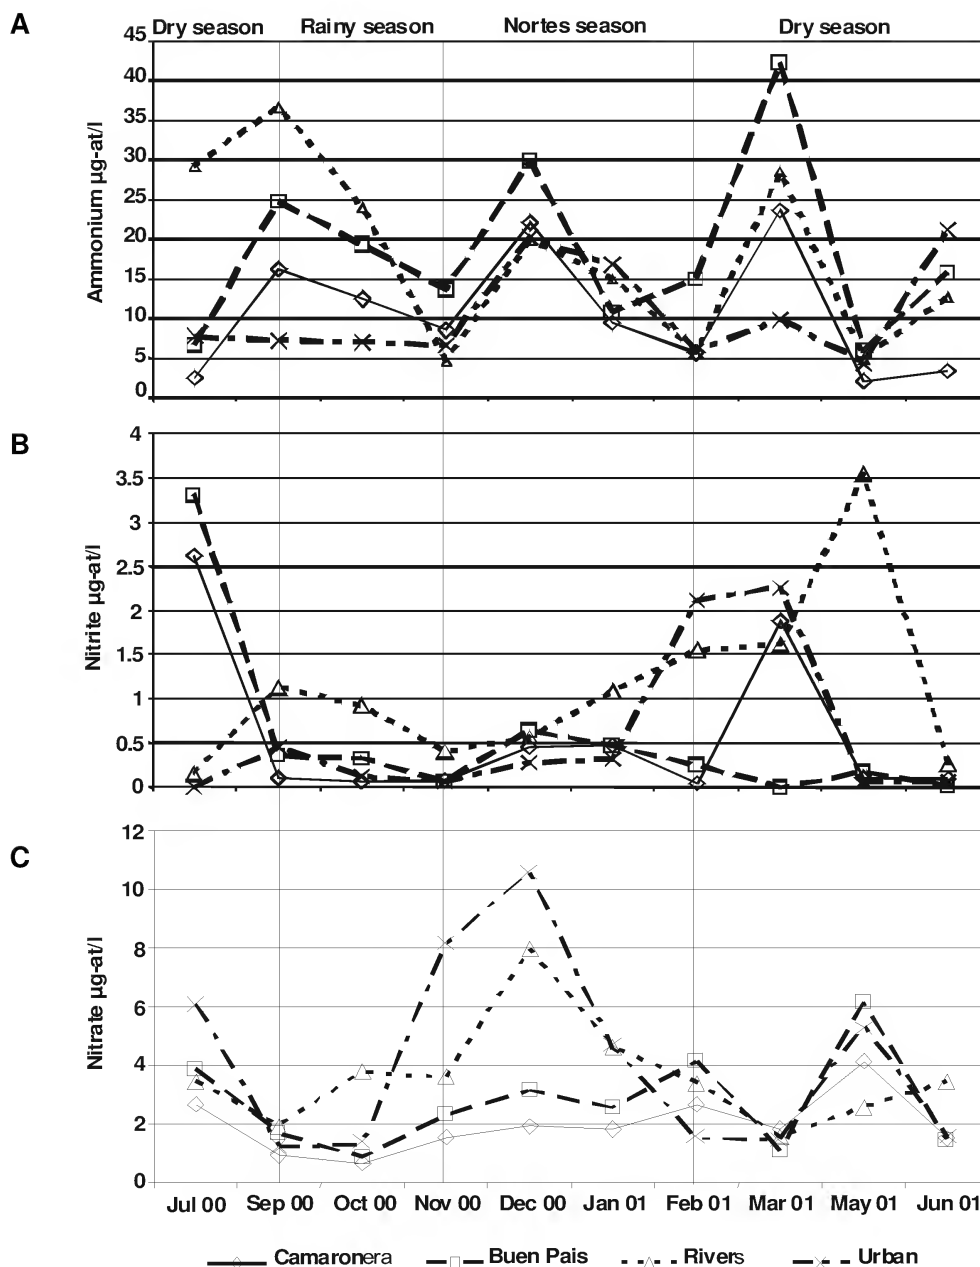 A
Dry season Rainy season Nortes season Dry season
45
40
35
30
25
20
15
10
5
0
Ammonium µg-at/l
B
4
3.5
3
2.5
2
1.5
1
0.5
0
Nitrite µg-at/l
C
12
10
8
6
4
2
0
Nitrate µg-at/l
Jul 00 Sep 00 Oct 00 Nov 00 Dec 00 Jan 01 Feb 01 Mar 01 May 01 Jun 01
Camaronera Buen Pais Rivers Urban